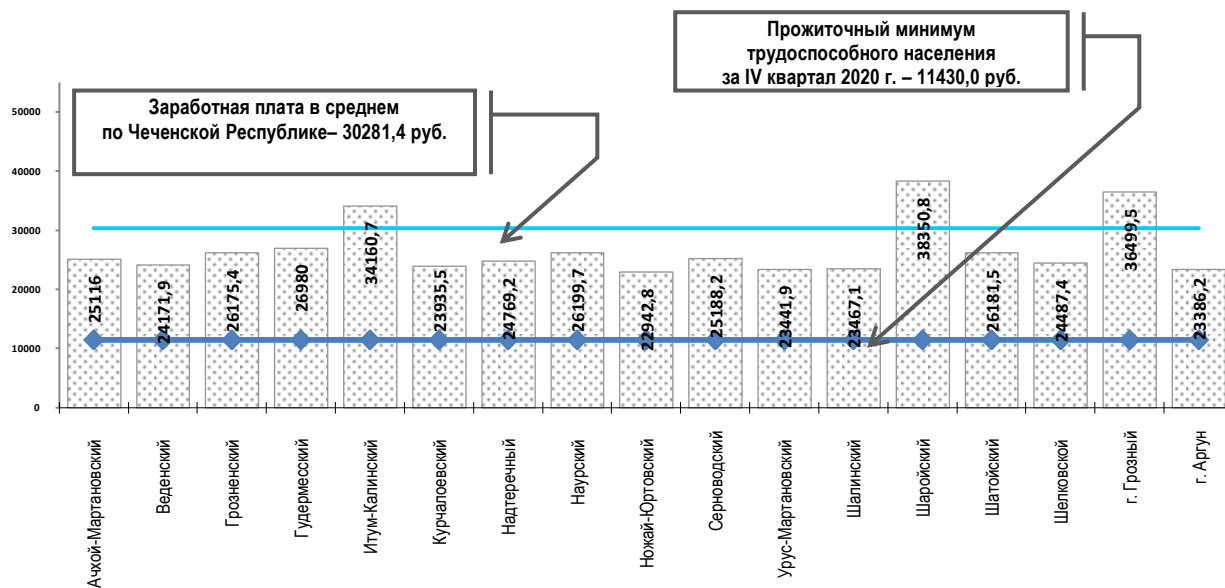 Прожиточный минимум
трудоспособного населения
за IV квартал 2020 г. – 11430,0 руб.
Заработная плата в среднем
по Чеченской Республике– 30281,4 руб.
50000
40000
30000
20000
10000
0
25116
24171,9
26175,4
26980
34160,7
23935,5
24769,2
26199,7
22942,8
25188,2
23441,9
23467,1
38350,8
26181,5
24487,4
36499,5
23386,2
Ачхой-Мартановский
Веденский
Грозненский
Гудермесский
Итум-Калинский
Курчалоевский
Надтеречный
Наурский
Ножай-Юртовский
Серноводский
Урус-Мартановский
Шалинский
Шаройский
Шатойский
Шелковской
г. Грозный
г. Аргун